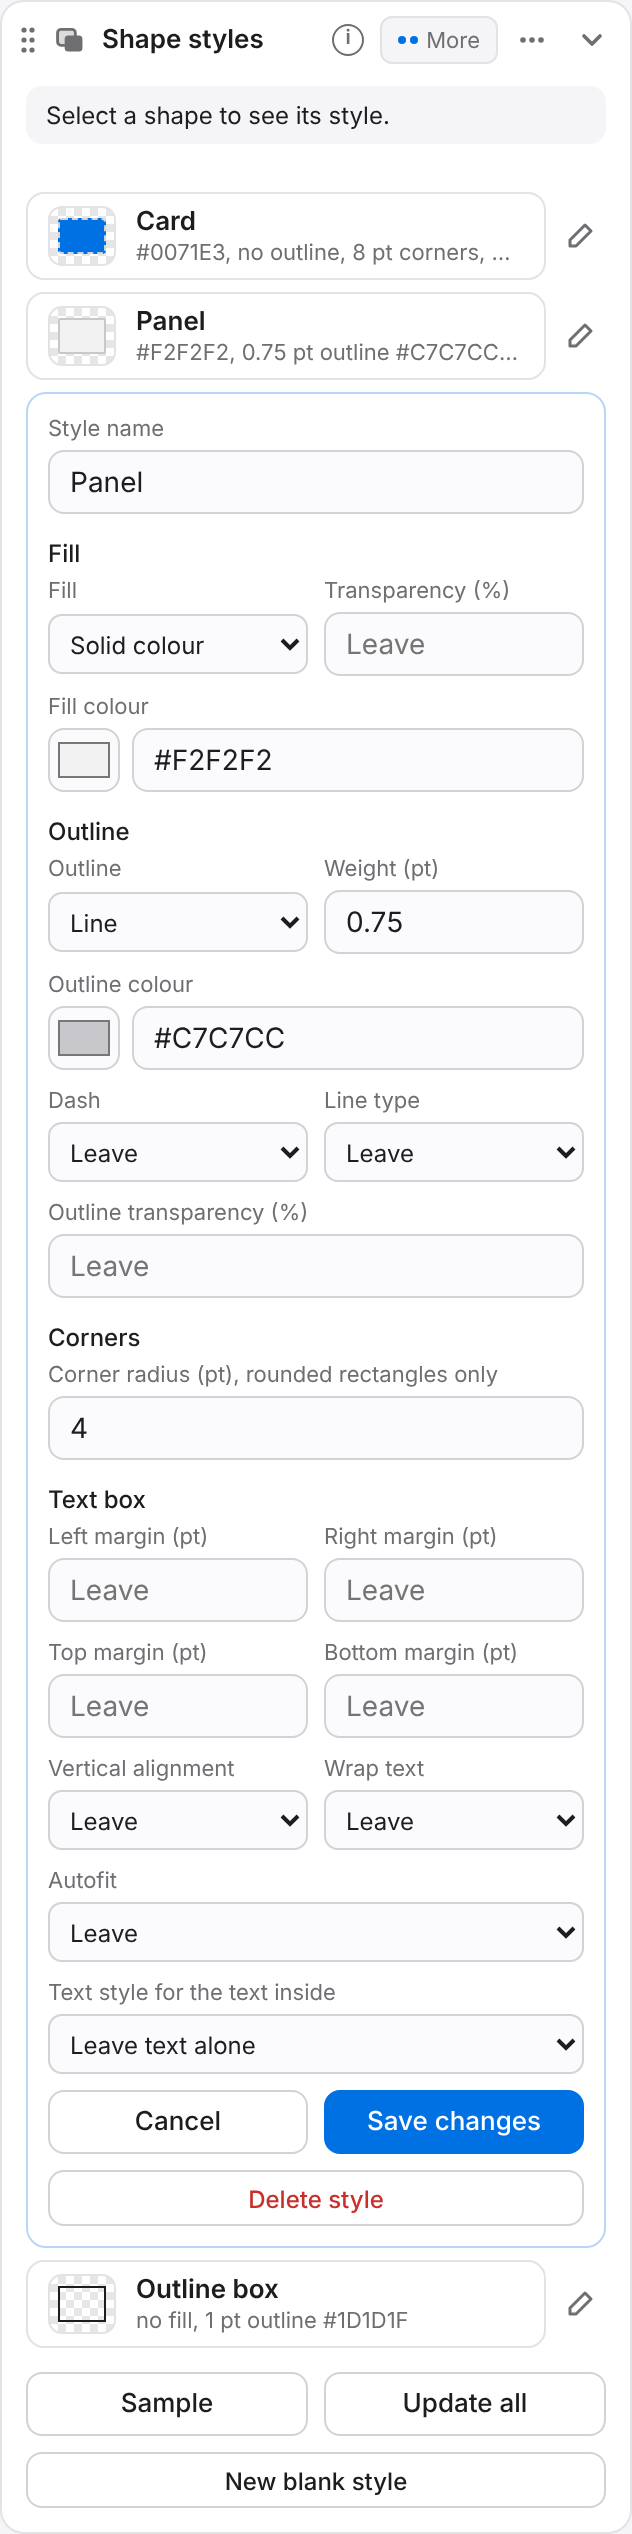 Shape styles
More
Select a shape to see its style.
Card
#0071E3, no outline, 8 pt corners, ...
Panel
#F2F2F2, 0.75 pt outline #C7C7CC...
Style name
Panel
Fill
Fill Transparency (%)
Solid colour Leave
Fill colour
#F2F2F2
Outline
Outline Weight (pt)
Line 0.75
Outline colour
#C7C7CC
Dash Line type
Leave Leave
Outline transparency (%)
Leave
Corners
Corner radius (pt), rounded rectangles only
4
Text box
Left margin (pt) Right margin (pt)
Leave Leave
Top margin (pt) Bottom margin (pt)
Leave Leave
Vertical alignment Wrap text
Leave Leave
Autofit
Leave
Text style for the text inside
Leave text alone
Cancel Save changes
Delete style
Outline box
no fill, 1 pt outline #1D1D1F
Sample Update all
New blank style